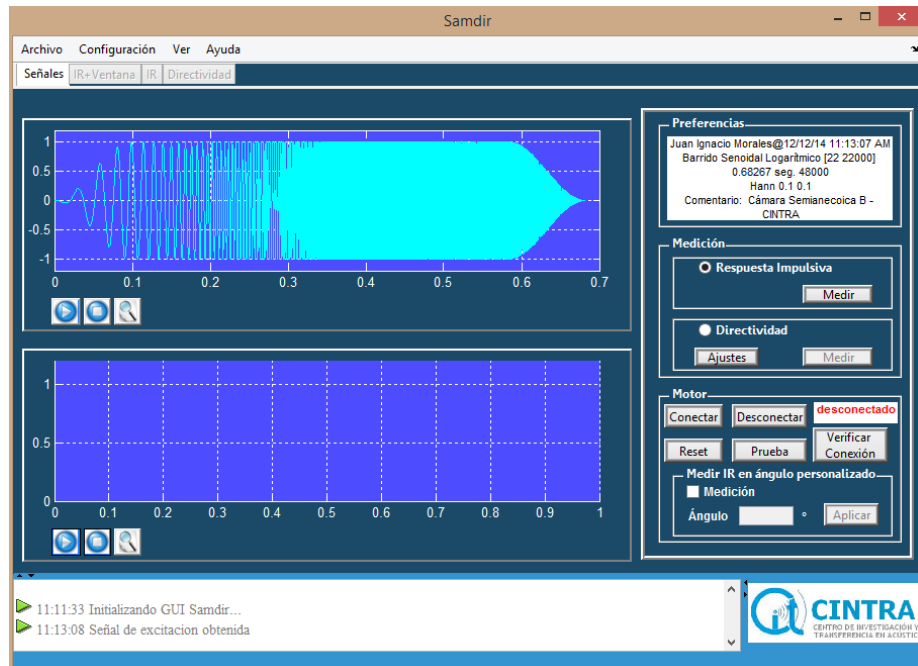 Samdir
Archivo Configuración Ver Ayuda
Señales IR+Ventana IR Directividad
1
0.5
0
-0.5
-1
0 0.1 0.2 0.3 0.4 0.5 0.6 0.7
1
0.5
0
0 0.1 0.2 0.3 0.4 0.5 0.6 0.7 0.8 0.9 1
Preferencias
Juan Ignacio Morales@12/12/14 11:13:07 AM
Barrido Senoidal Logarítmico [22 22000]
0.68267 seg. 48000
Hann 0.1 0.1
Comentario: Cámara Semianecoica B -
CINTRA
Medición
Respuesta Impulsiva
Medir
Directividad
Ajustes Medir
Motor
Conectar Desconectar desconectado
Reset Prueba Verificar
Conexión
Medir IR en ángulo personalizado
Medición
Ángulo ° Aplicar
11:11:33 Initializando GUI Samdir...
11:13:08 Señal de excitacion obtenida
CINTRA
CENTRO DE INVESTIGACIÓN Y
TRANSFERENCIA EN ACÚSTIC